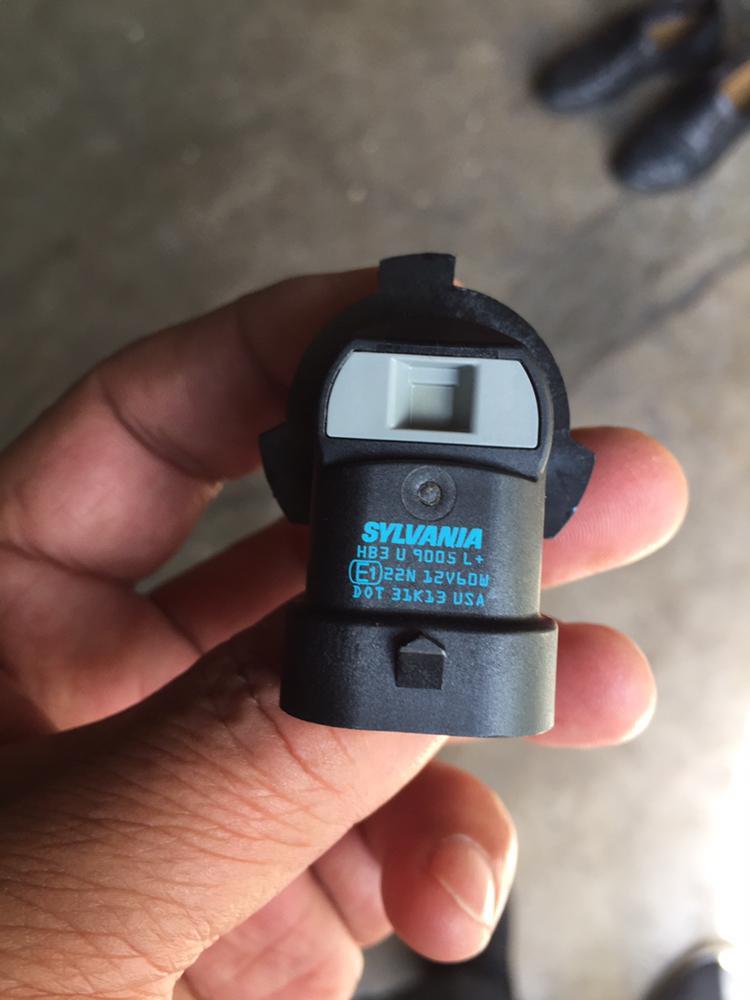 SYLVANIA
HB3 U 9005 L+
E1 22N 12V60W
DOT 31K13 USA